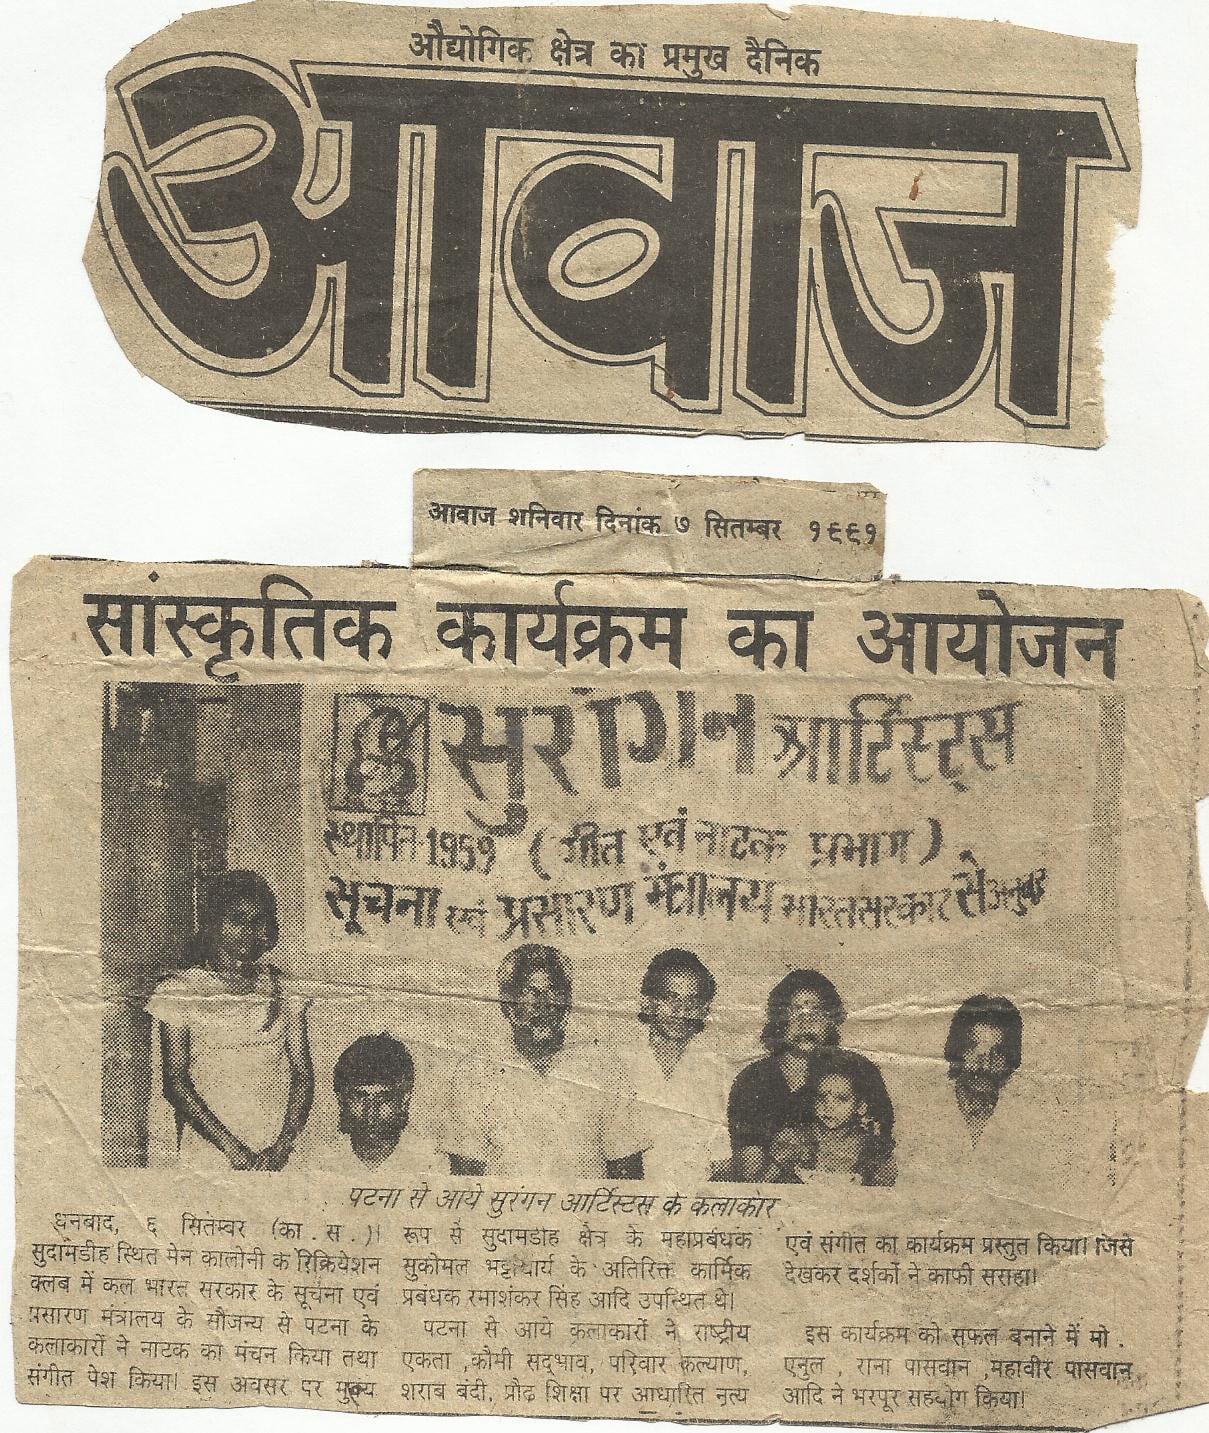 औद्योगिक क्षेत्र का प्रमुख दैनिक
आवाज
आवाज शनिवार दिनांक ७ सितम्बर १९९१
सांस्कृतिक कार्यक्रम का आयोजन
सुरांगन आर्टिस्ट्स
स्थापित 1959 (गीत एवं नाटक प्रभाग)
सूचना एवं प्रसारण मंत्रालय भारत सरकार से
पटना से आये सुरंगन आर्टिस्टस के कलाकार
धनबाद, ६ सितम्बर (का . स . )।
सुदामडीह स्थित मेन कालोनी के रिक्रियेशन
क्लब में कल भारत सरकार के सूचना एवं
प्रसारण मंत्रालय के सौजन्य से पटना के
कलाकारों ने नाटक का मंचन किया तथा
संगीत पेश किया। इस अवसर पर मुख्य
रूप से सुदामडीह क्षेत्र के महाप्रबंधक
सुकोमल भट्टाचार्य के अतिरिक्त कार्मिक
प्रबंधक रमाशंकर सिंह आदि उपस्थित थे।
पटना से आये कलाकारों ने राष्ट्रीय
एकता ,कौमी सद्भाव, परिवार कल्याण,
शराब बंदी, प्रौढ शिक्षा पर आधारित नृत्य
एवं संगीत का कार्यक्रम प्रस्तुत किया। जिसे
देखकर दर्शकों ने काफी सराहा।
इस कार्यक्रम को सफल बनाने में मो .
एनुल , राना पासवान ,महावीर पासवान,
आदि ने भरपूर सहयोग किया।